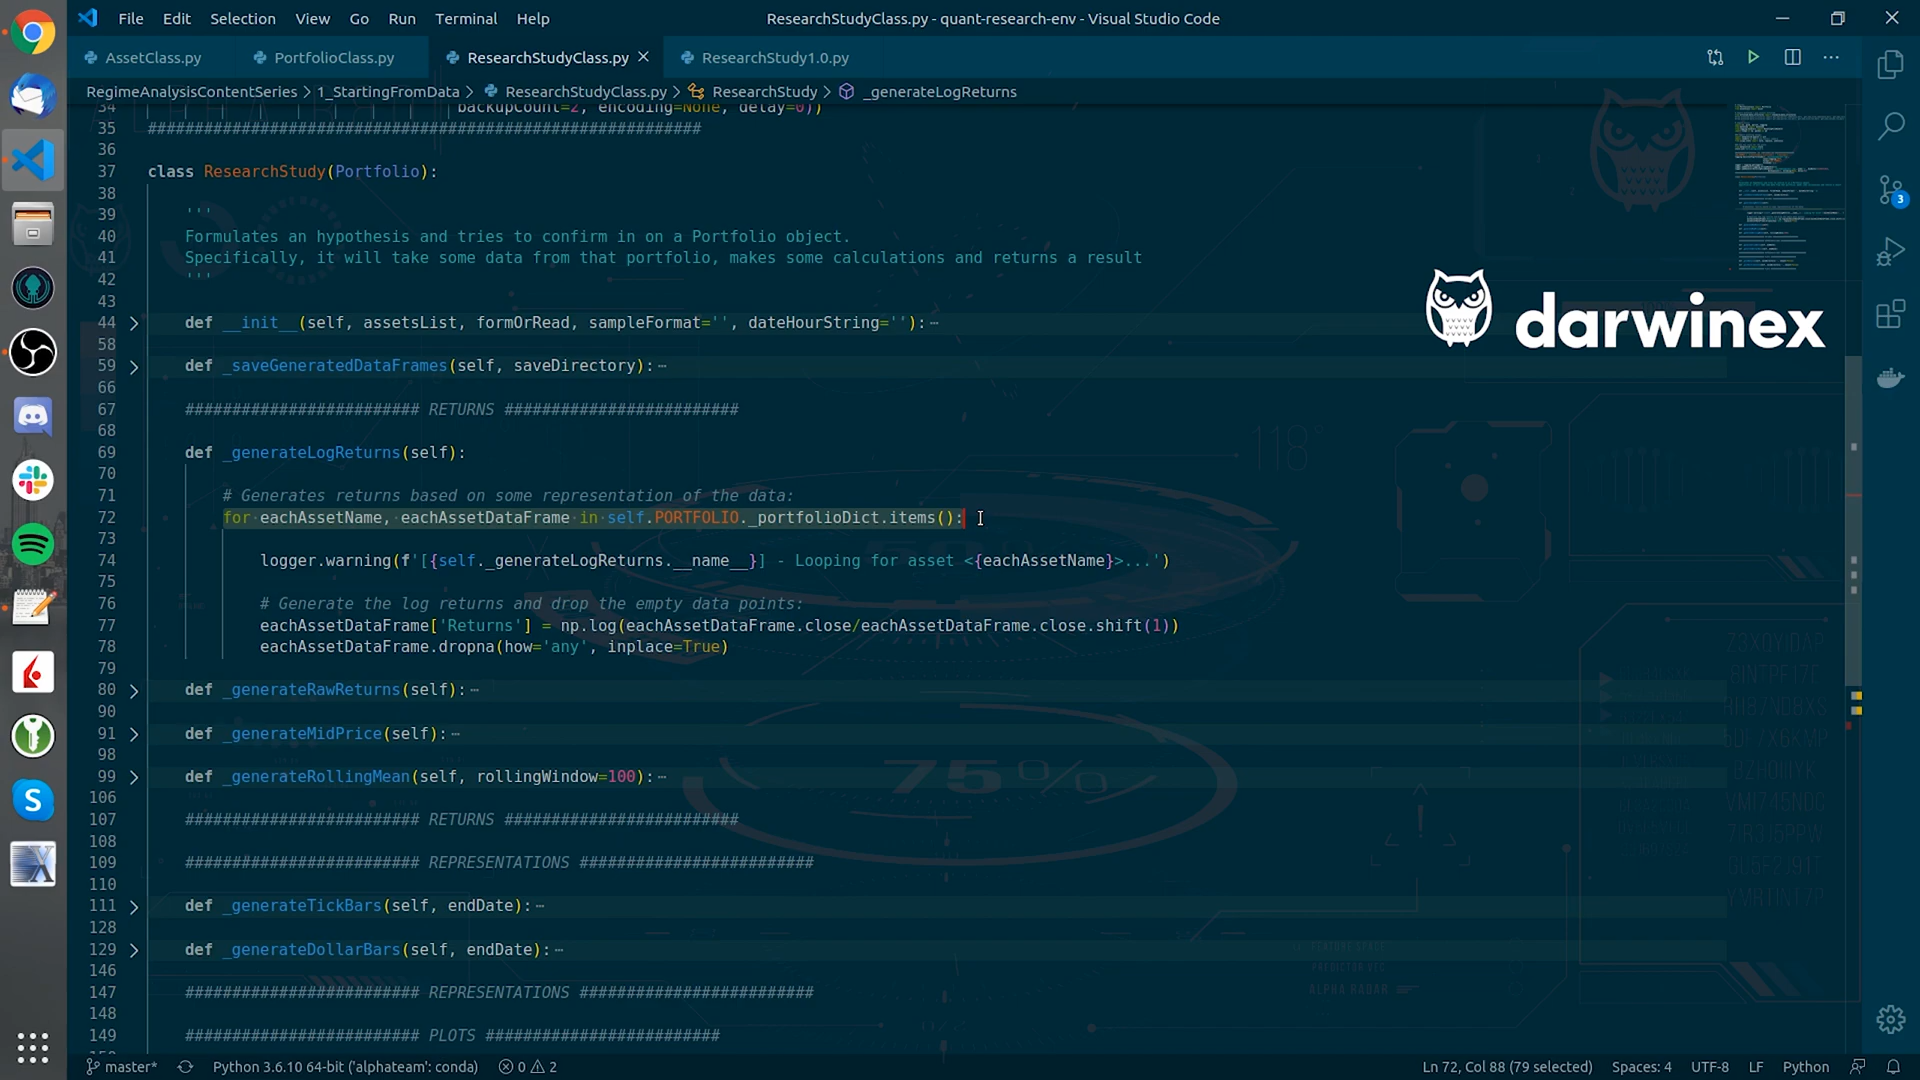 File Edit Selection View Go Run Terminal Help
ResearchStudyClass.py - quant-research-env - Visual Studio Code
AssetClass.py PortfolioClass.py ResearchStudyClass.py ResearchStudy1.0.py
RegimeAnalysisContentSeries > 1_StartingFromData > ResearchStudyClass.py > ResearchStudy > _generateLogReturns
34 backupCount=2, encoding=None, delay=0))
35 ###########################################################
36
37 class ResearchStudy(Portfolio):
38
39 '''
40 Formulates an hypothesis and tries to confirm in on a Portfolio object.
41 Specifically, it will take some data from that portfolio, makes some calculations and returns a result
42 '''
43
44 def __init__(self, assetsList, formOrRead, sampleFormat='', dateHourString=''):
darwinex
58
59 def _saveGeneratedDataFrames(self, saveDirectory):
66
67 ######################### RETURNS #########################
68
69 def _generateLogReturns(self):
70
71 # Generates returns based on some representation of the data:
72 for eachAssetName, eachAssetDataFrame in self.PORTFOLIO._portfolioDict.items():
73
74 logger.warning(f'[{self._generateLogReturns.__name__}] - Looping for asset <{eachAssetName}>...')
75
76 # Generate the log returns and drop the empty data points:
77 eachAssetDataFrame['Returns'] = np.log(eachAssetDataFrame.close/eachAssetDataFrame.close.shift(1))
78 eachAssetDataFrame.dropna(how='any', inplace=True)
79
80 def _generateRawReturns(self):
90
91 def _generateMidPrice(self):
98
99 def _generateRollingMean(self, rollingWindow=100):
106
107 ######################### RETURNS #########################
108
109 ######################### REPRESENTATIONS #########################
110
111 def _generateTickBars(self, endDate):
128
129 def _generateDollarBars(self, endDate):
146
147 ######################### REPRESENTATIONS #########################
148
149 ######################### PLOTS #########################
118°
75%
3
master* Python 3.6.10 64-bit ('alphateam': conda) 0 2
Ln 72, Col 88 (79 selected) Spaces: 4 UTF-8 LF Python